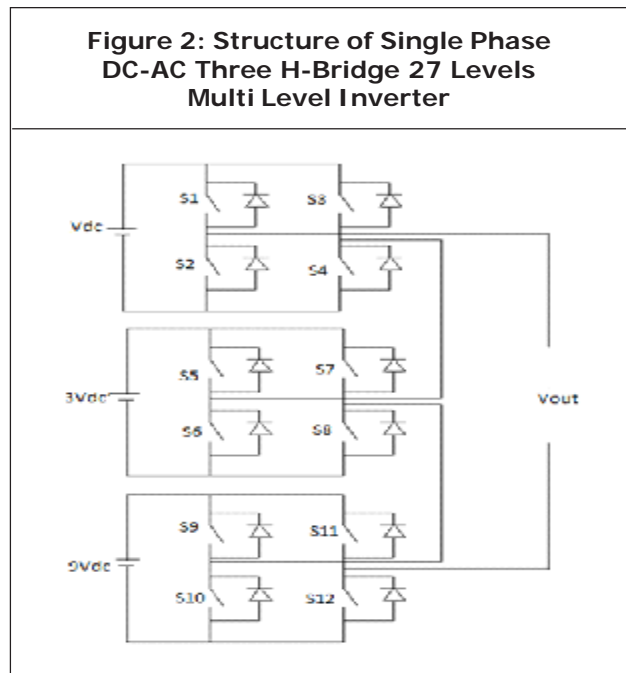 Figure 2: Structure of Single Phase
DC-AC Three H-Bridge 27 Levels
Multi Level Inverter
S1 S3
Vdc
S2 S4
S5 S7
3Vdc Vout
S6 S8
S9 S11
9Vdc
S10 S12